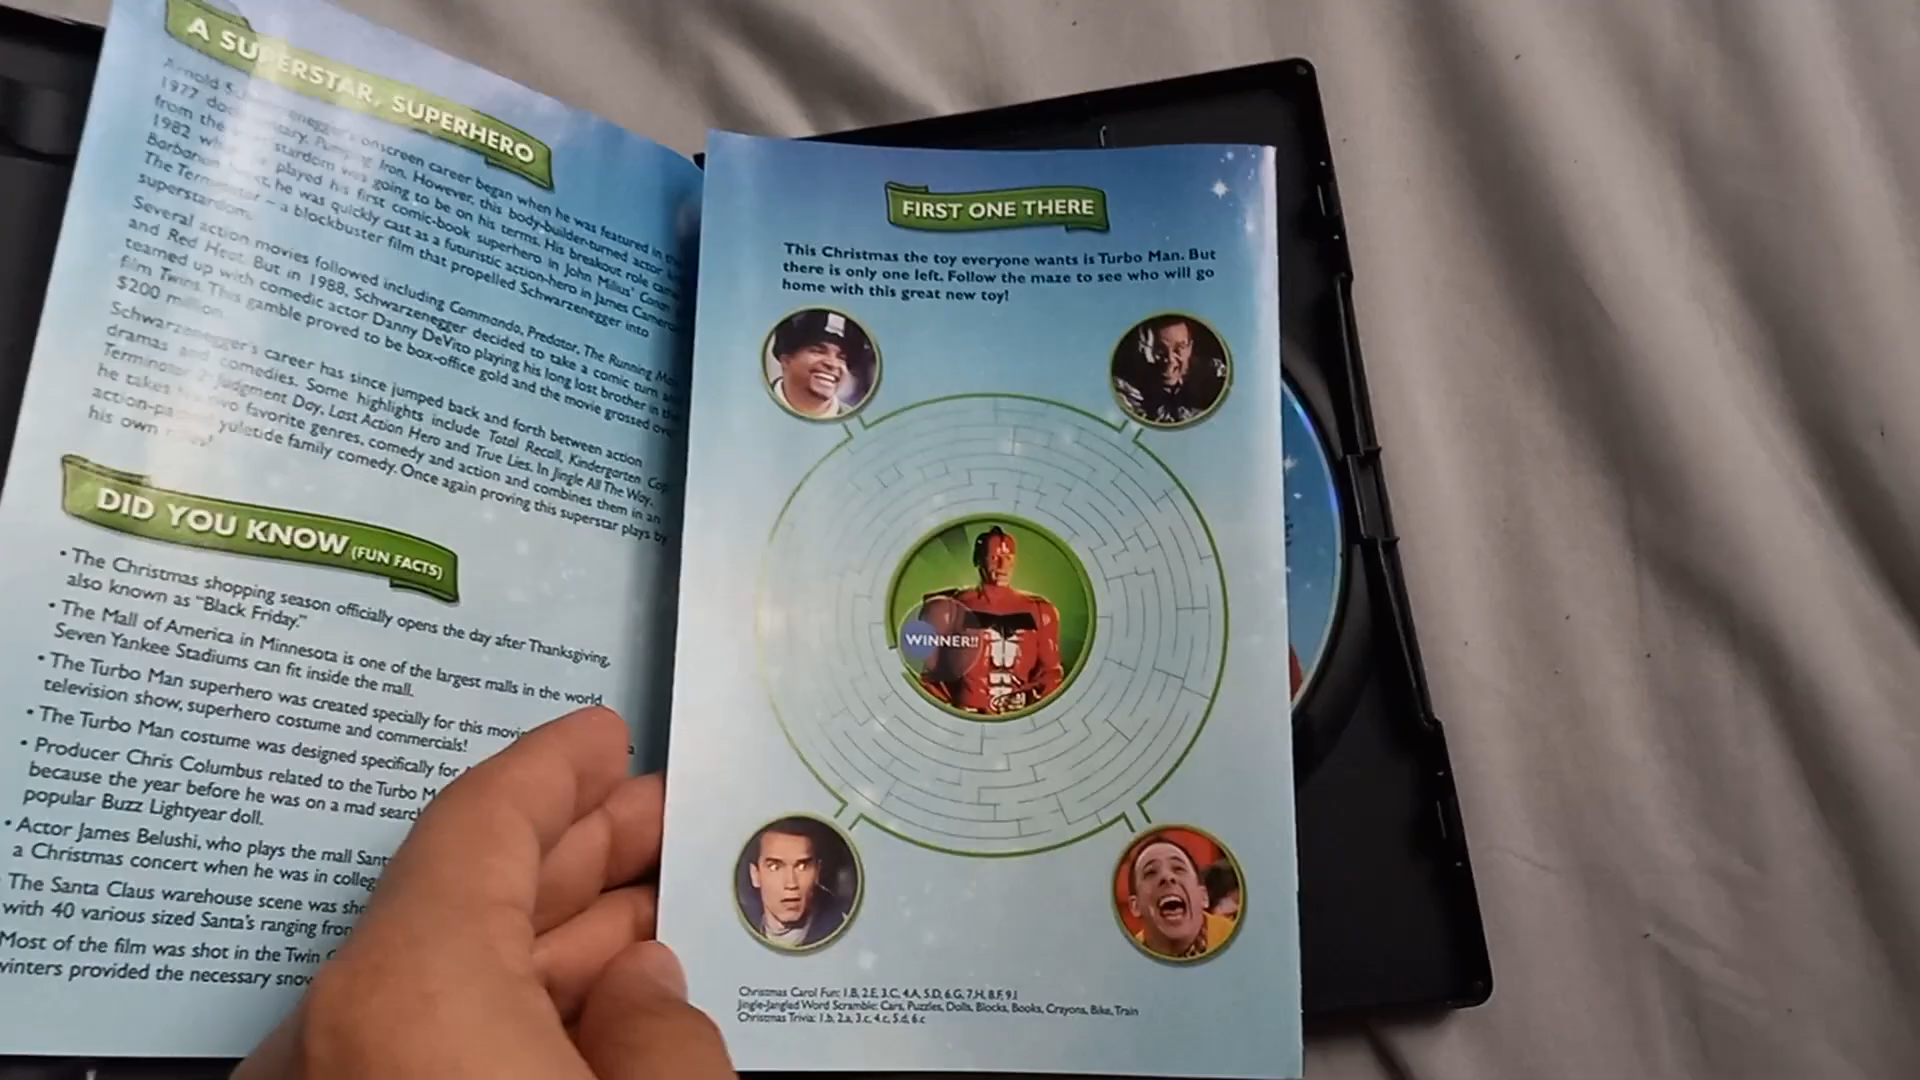 A SUPERSTAR, SUPERHERO
Arnold onscreen career began when he was featured in
1977 Pumping Iron. However, this body-builder-turned actor
from the stardom was going to be on his terms. His breakout role came
1982 played his first comic-book superhero in John Milius' Conan
Barbarian he was quickly cast as a futuristic action-hero in James Cameron
The Terminator – a blockbuster film that propelled Schwarzenegger into
superstardom.
Several action movies followed including Commando, Predator, The Running
and Red Heat. But in 1988, Schwarzenegger decided to take a comic turn
teamed up with comedic actor Danny DeVito playing his long lost brother in the
film Twins. This gamble proved to be box-office gold and the movie grossed
$200 million.
Schwarzenegger's career has since jumped back and forth between action
dramas and comedies. Some highlights include Total Recall, Kindergarten Cop
Terminator 2: Judgment Day, Last Action Hero and True Lies. In Jingle All The Way,
he takes two favorite genres, comedy and action and combines them in an
yuletide family comedy. Once again proving this superstar plays by
his own
DID YOU KNOW (FUN FACTS)
• The Christmas shopping season officially opens the day after Thanksgiving,
also known as "Black Friday."
• The Mall of America in Minnesota is one of the largest malls in the world.
Seven Yankee Stadiums can fit inside the mall.
• The Turbo Man superhero was created specially for this
television show, superhero costume and commercials!
• The Turbo Man costume was designed specifically for
• Producer Chris Columbus related to the Turbo
because the year before he was on a mad
popular Buzz Lightyear doll.
• Actor James Belushi, who plays the mall
a Christmas concert when he was in
The Santa Claus warehouse scene was
with 40 various sized Santa's ranging
Most of the film was shot in the Twin
winters provided the necessary
FIRST ONE THERE
This Christmas the toy everyone wants is Turbo Man. But
there is only one left. Follow the maze to see who will go
home with this great new toy!
WINNER!!
Christmas Carol Fun: 1.B, 2.E, 3.C, 4.A, 5.D, 6.G, 7.H, 8.F, 9.I
Jingle-Jangled Word Scramble: Cars, Puzzles, Dolls, Blocks, Books, Crayons, Bike, Train
Christmas Trivia: 1.b, 2.a, 3.c, 4.c, 5.d, 6.c